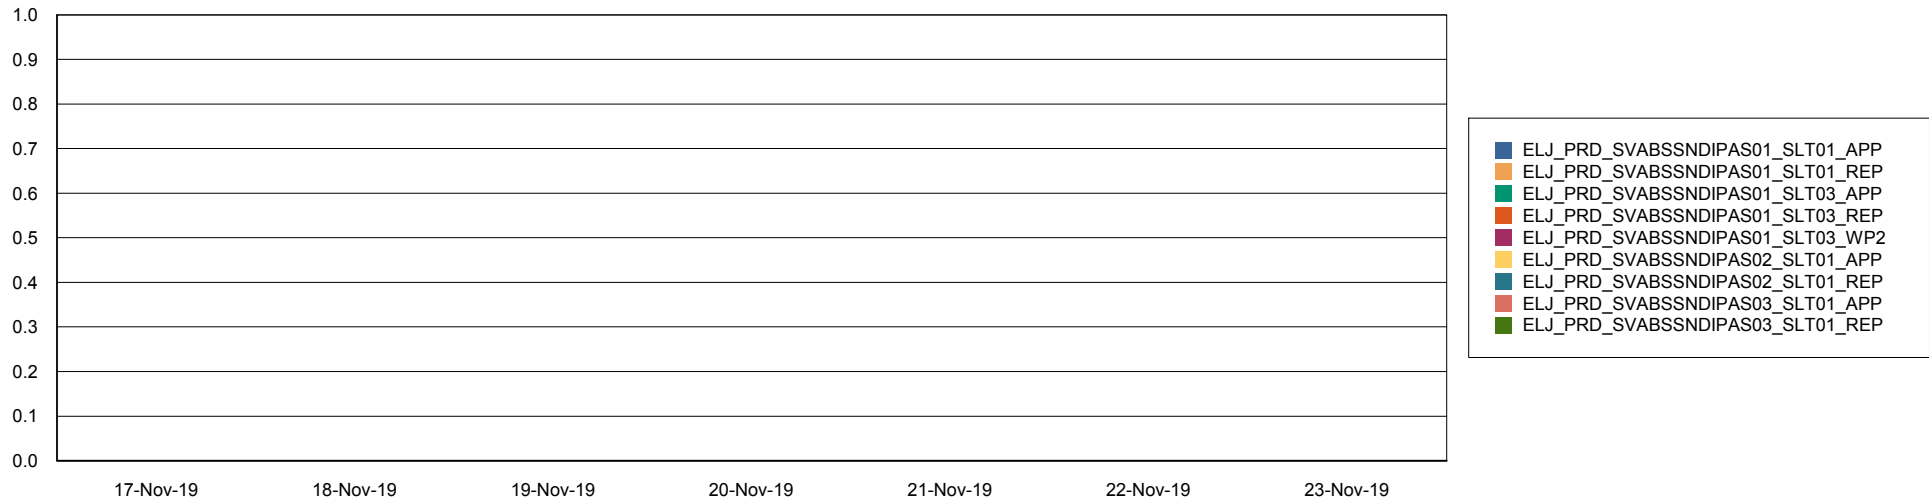 1.0
0.9
0.8
0.7
0.6
0.5
0.4
0.3
0.2
0.1
0.0
17-Nov-19 18-Nov-19 19-Nov-19 20-Nov-19 21-Nov-19 22-Nov-19 23-Nov-19
ELJ_PRD_SVABSSNDIPAS01_SLT01_APP
ELJ_PRD_SVABSSNDIPAS01_SLT01_REP
ELJ_PRD_SVABSSNDIPAS01_SLT03_APP
ELJ_PRD_SVABSSNDIPAS01_SLT03_REP
ELJ_PRD_SVABSSNDIPAS01_SLT03_WP2
ELJ_PRD_SVABSSNDIPAS02_SLT01_APP
ELJ_PRD_SVABSSNDIPAS02_SLT01_REP
ELJ_PRD_SVABSSNDIPAS03_SLT01_APP
ELJ_PRD_SVABSSNDIPAS03_SLT01_REP